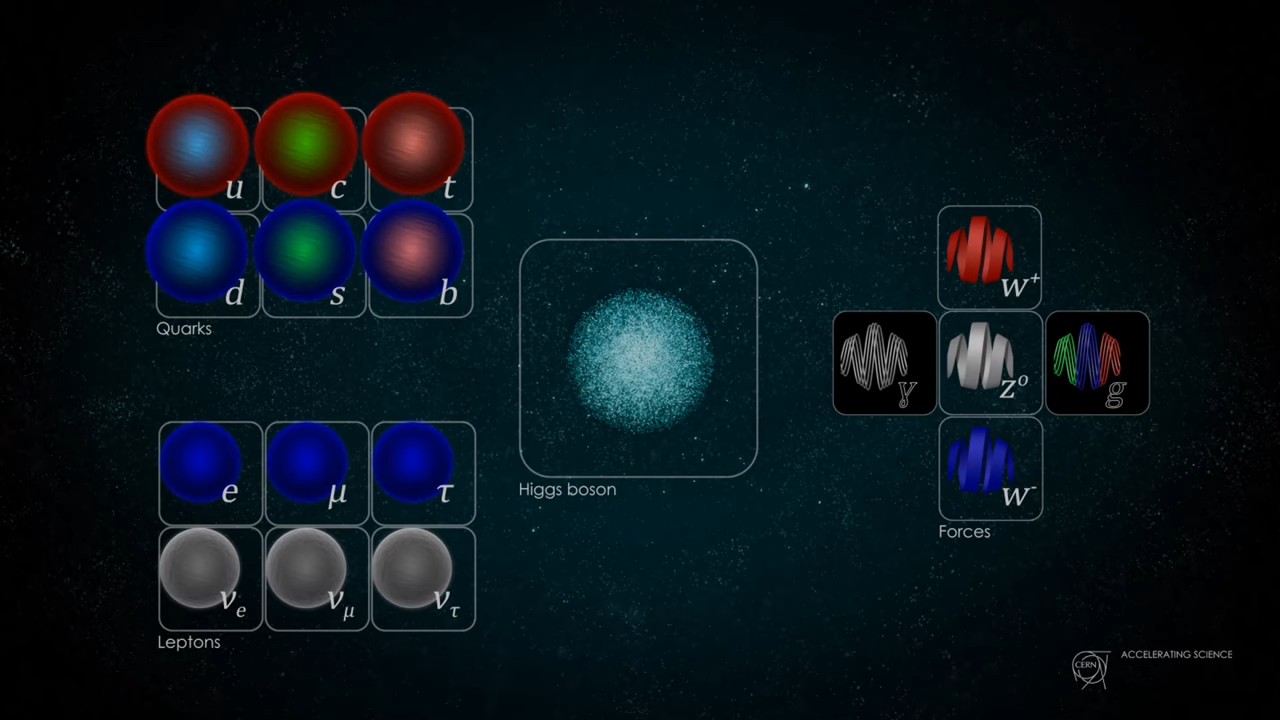 u c t
d s b
Quarks
e μ τ
νe νμ ντ
Leptons
Higgs boson
W+
γ Z0 g
W-
Forces
CERN
ACCELERATING SCIENCE